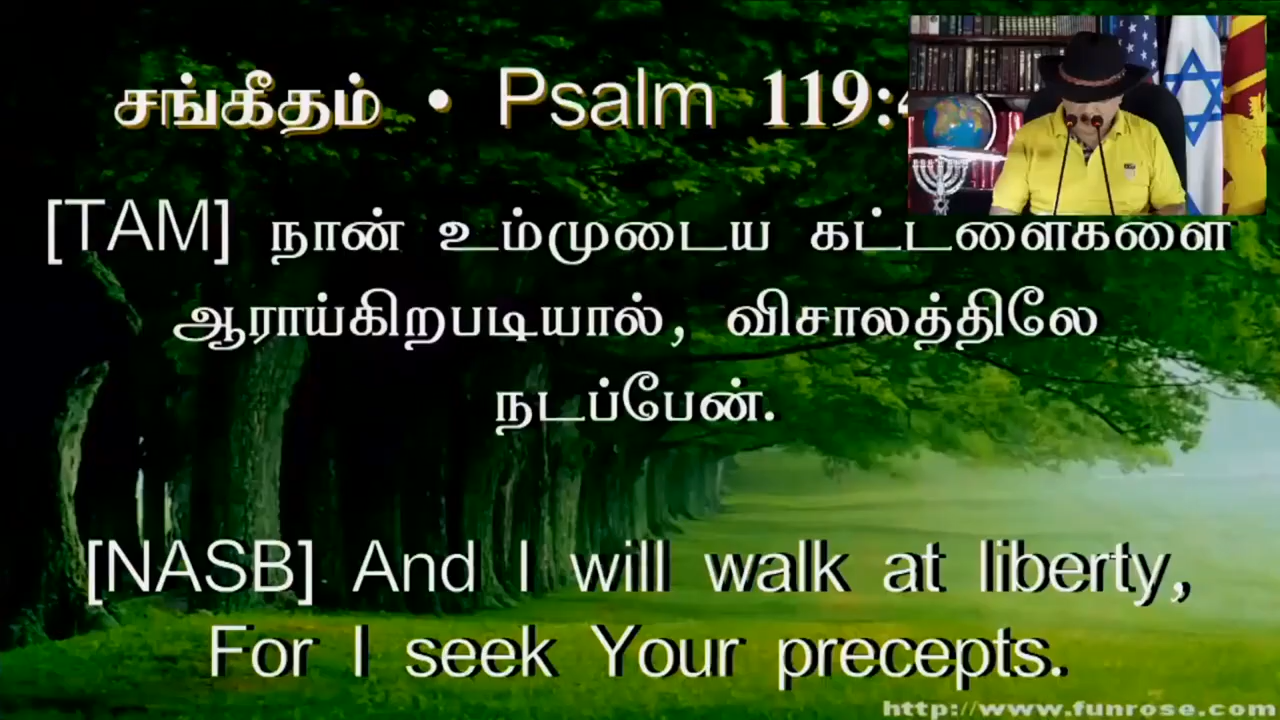 சங்கீதம் • Psalm 119:4
[TAM] நான் உம்முடைய கட்டளைகளை
ஆராய்கிறபடியால், விசாலத்திலே
நடப்பேன்.
[NASB] And I will walk at liberty,
For I seek Your precepts.
http://www.funrose.com